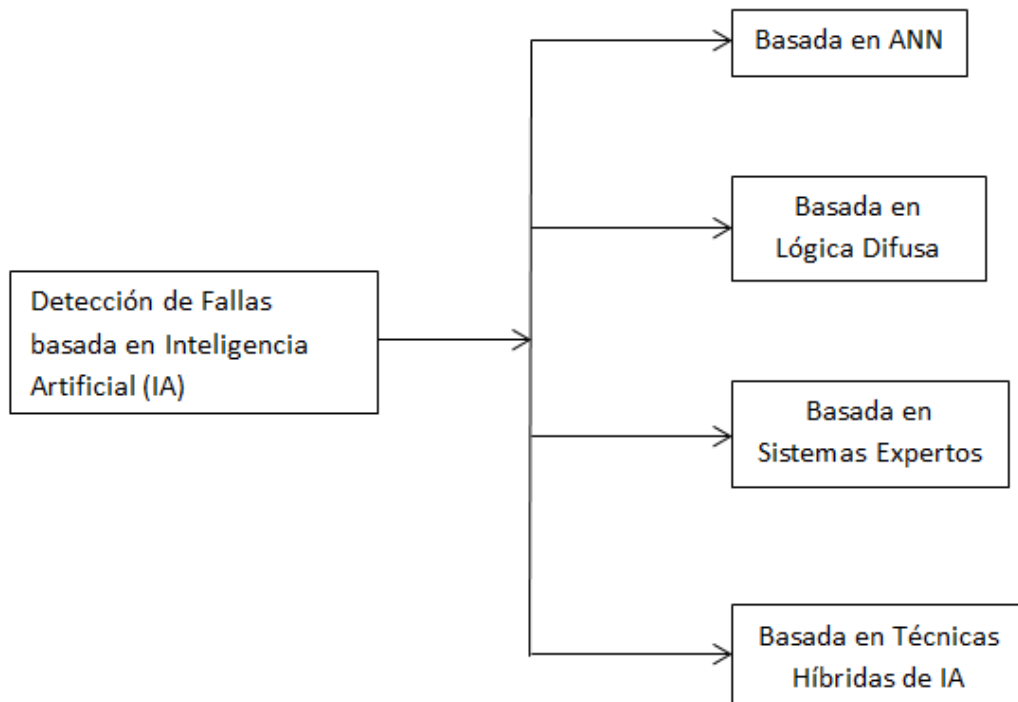 Basada en ANN
Basada en
Lógica Difusa
Detección de Fallas
basada en Inteligencia
Artificial (IA)
Basada en
Sistemas Expertos
Basada en Técnicas
Híbridas de IA